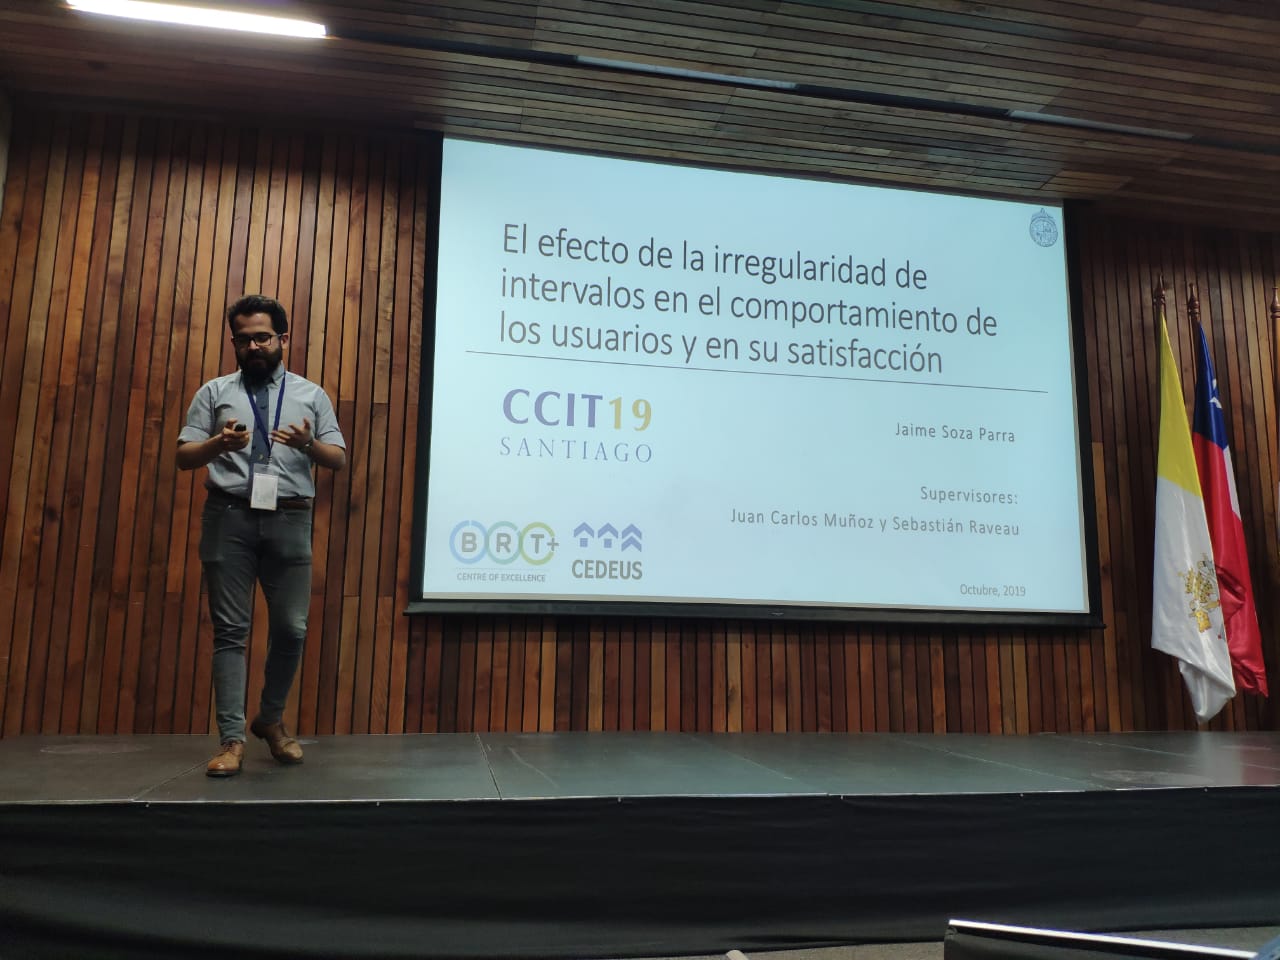 El efecto de la irregularidad de
intervalos en el comportamiento de
los usuarios y en su satisfacción
CCIT19
SANTIAGO
Jaime Soza Parra
Supervisores:
Juan Carlos Muñoz y Sebastián Raveau
BRT+
CENTRE OF EXCELLENCE
CEDEUS
Octubre, 2019